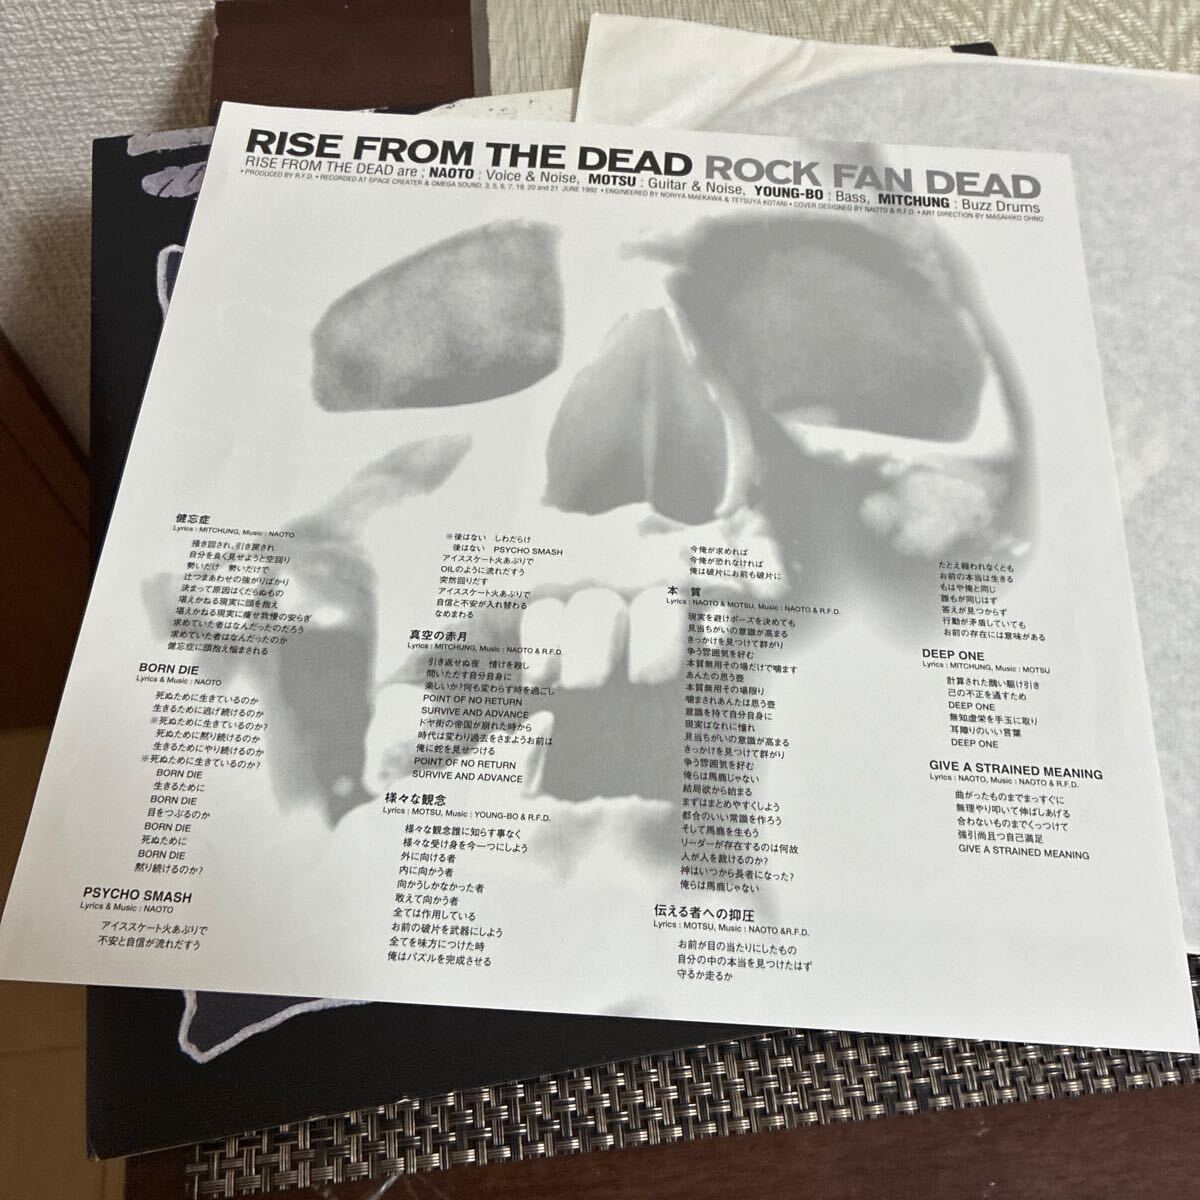 RISE FROM THE DEAD ROCK FAN DEAD
RISE FROM THE DEAD are ; NAOTO : Voice & Noise, MOTSU : Guitar & Noise, YOUNG-BO : Bass, MITCHUNG : Buzz Drums
• PRODUCED BY R.F.D. • RECORDED AT SPACE CREATER & OMEGA SOUND. 3, 5, 6, 7, 19, 20 and 21 JUNE 1992 • ENGINEERED BY NORIYA MAEKAWA & TETSUYA KOTANI • COVER DESIGNED BY NAOTO & R.F.D. • ART DIRECTION BY MASAHIKO OHNO
健忘症
Lyrics : MITCHUNG, Music : NAOTO
掻き回され、引き戻され
自分を良く見せようと空回り
勢いだけ 勢いだけで
辻つまあわせの強がりばかり
決まって原因はくだらぬもの
堪えかねる現実に頭を抱え
堪えかねる現実に痩せ我慢の安らぎ
求めていた者はなんだったのだろう
求めていた者はなんだったのか
健忘症に頭抱え悩まされる
BORN DIE
Lyrics & Music : NAOTO
死ぬために生きているのか
生きるために逃げ続けるのか
※死ぬために生きているのか?
死ぬために黙り続けるのか
生きるためにやり続けるのか
※死ぬために生きているのか?
BORN DIE
生きるために
BORN DIE
目をつぶるのか
BORN DIE
死ぬために
BORN DIE
黙り続けるのか?
PSYCHO SMASH
Lyrics & Music : NAOTO
アイススケート火あぶりで
不安と自信が流れだすう
※後はない しわだらけ
後はない PSYCHO SMASH
アイススケート火あぶりで
OILのように流れだすう
突然回りだす
アイススケート火あぶりで
自信と不安が入れ替わる
なめまわる
真空の赤月
Lyrics : MITCHUNG, Music : NAOTO & R.F.D.
引き返せぬ夜 情けを殺し
問いただす自分自身に
楽しいか?何も変わらず時を過ごし
POINT OF NO RETURN
SURVIVE AND ADVANCE
ドヤ街の帝国が崩れた時から
時代は変わり過去をさまようお前は
俺に蛇を見せつける
POINT OF NO RETURN
SURVIVE AND ADVANCE
様々な観念
Lyrics : MOTSU, Music : YOUNG-BO & R.F.D.
様々な観念誰に知らす事なく
様々な受け身を今一つにしよう
外に向ける者
内に向かう者
向かうしかなかった者
敢えて向かう者
全ては作用している
お前の破片を武器にしよう
全てを味方につけた時
俺はパズルを完成させる
今俺が求めれば
今俺が恐れなければ
俺は破片にお前も破片に
本 質
Lyrics : NAOTO & MOTSU, Music : NAOTO & R.F.D.
現実を避けポーズを決めても
見当ちがいの意識が高まる
きっかけを見つけて群がり
争う雰囲気を好む
本質無用その場だけで噛ます
あんたの思う壺
本質無用その場限り
噛まされあんたは思う壺
意識を持て自分自身に
現実ばなれに憧れ
見当ちがいの意識が高まる
きっかけを見つけて群がり
争う雰囲気を好む
俺らは馬鹿じゃない
結局欲から始まる
まずはまとめやすくしよう
都合のいい常識を作ろう
そして馬鹿を生もう
リーダーが存在するのは何故
人が人を裁けるのか?
神はいつから長者になった?
俺らは馬鹿じゃない
伝える者への抑圧
Lyrics : MOTSU, Music : NAOTO &R.F.D.
お前が目の当たりにしたもの
自分の中の本当を見つけたはず
守るか走るか
たとえ報われなくとも
お前の本当は生きる
もはや俺と同じ
誰もが同じはず
答えが見つからず
行動が矛盾していても
お前の存在には意味がある
DEEP ONE
Lyrics : MITCHUNG, Music : MOTSU
計算された醜い駆け引き
己の不正を通すため
DEEP ONE
無知虚栄を手玉に取り
耳障りのいい言葉
DEEP ONE
GIVE A STRAINED MEANING
Lyrics : NAOTO, Music : NAOTO & R.F.D.
曲がったものまでまっすぐに
無理やり叩いて伸ばしあげる
合わないものまでくっつけて
強引尚且つ自己満足
GIVE A STRAINED MEANING